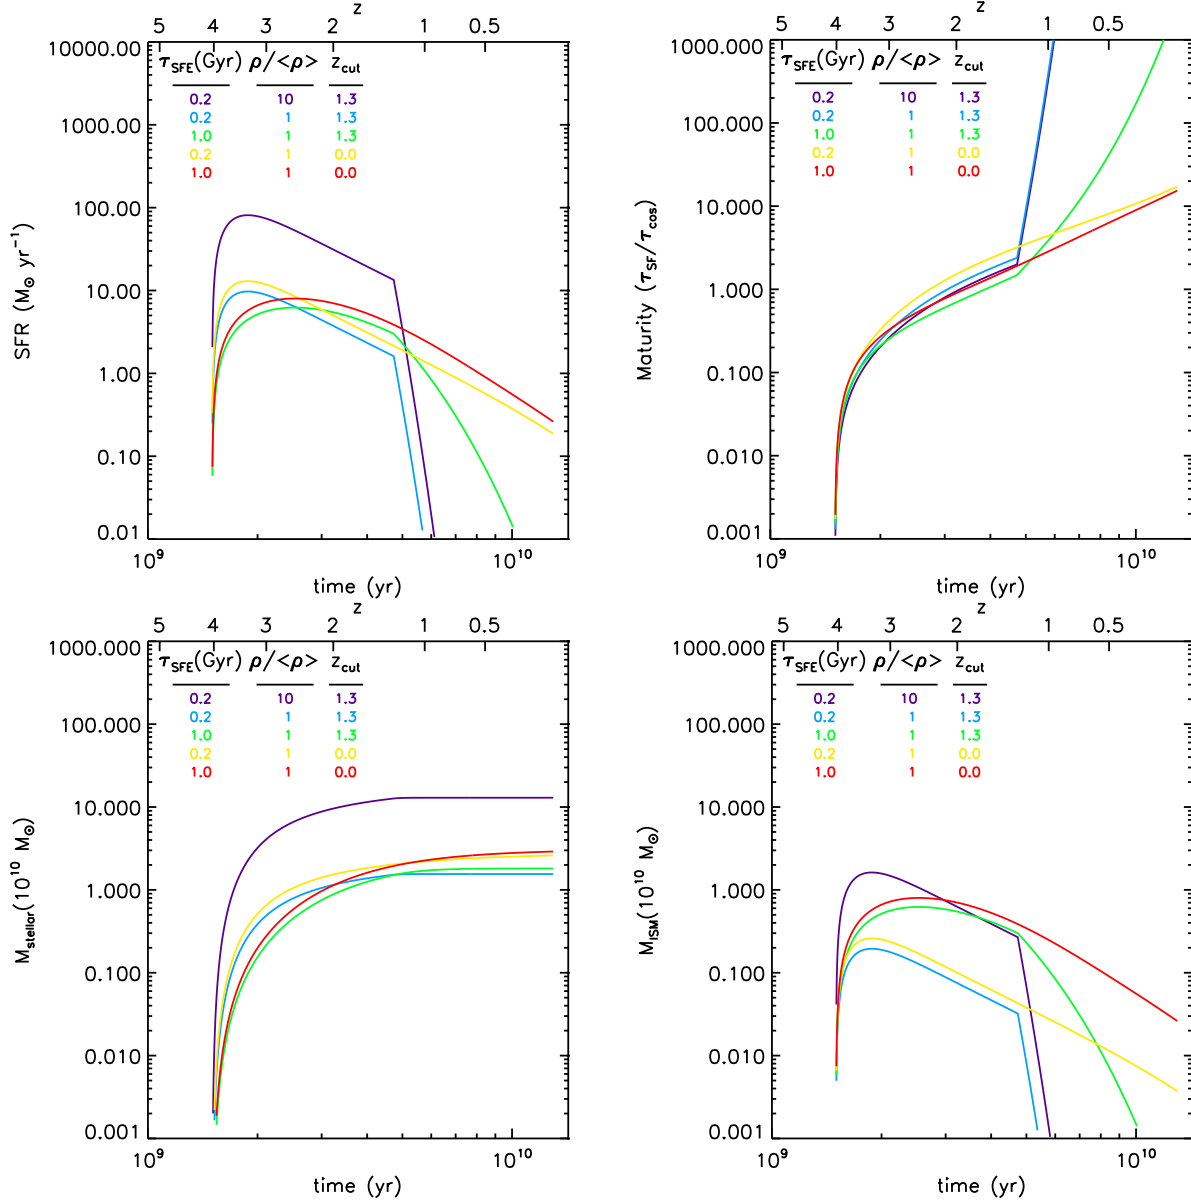 z
5 4 3 2 1 0.5
10000.00
1000.00
100.00
10.00
1.00
0.10
0.01
SFR (M⊙ yr⁻¹)
τSFE(Gyr) ρ/<ρ> zcut
0.2 10 1.3
0.2 1 1.3
1.0 1 1.3
0.2 1 0.0
1.0 1 0.0
10⁹ 10¹⁰
time (yr)
z
5 4 3 2 1 0.5
1000.000
100.000
10.000
1.000
0.100
0.010
0.001
Maturity (τSF/τcos)
τSFE(Gyr) ρ/<ρ> zcut
0.2 10 1.3
0.2 1 1.3
1.0 1 1.3
0.2 1 0.0
1.0 1 0.0
10⁹ 10¹⁰
time (yr)
z
5 4 3 2 1 0.5
1000.000
100.000
10.000
1.000
0.100
0.010
0.001
Mstellar(10¹⁰ M⊙)
τSFE(Gyr) ρ/<ρ> zcut
0.2 10 1.3
0.2 1 1.3
1.0 1 1.3
0.2 1 0.0
1.0 1 0.0
10⁹ 10¹⁰
time (yr)
z
5 4 3 2 1 0.5
1000.000
100.000
10.000
1.000
0.100
0.010
0.001
MISM(10¹⁰ M⊙)
τSFE(Gyr) ρ/<ρ> zcut
0.2 10 1.3
0.2 1 1.3
1.0 1 1.3
0.2 1 0.0
1.0 1 0.0
10⁹ 10¹⁰
time (yr)